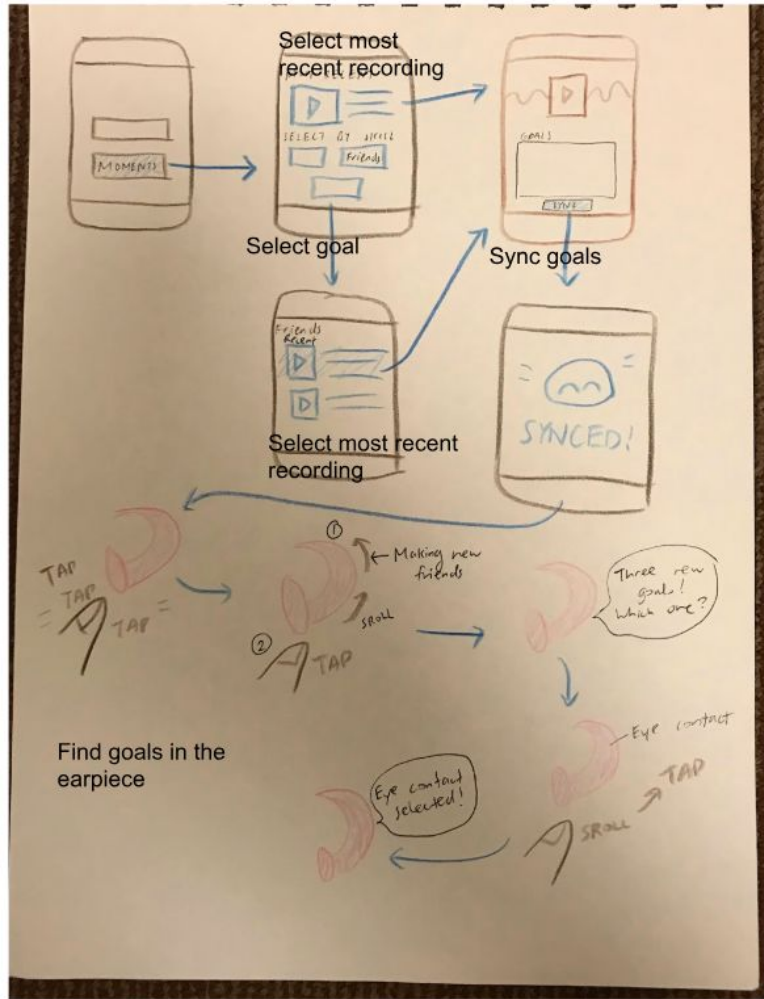 Select most
recent recording
RECENT
SELECT BY
Friends
MOMENTS
GOALS
SYNC
Select goal
Sync goals
Friends
Recent
Select most recent
recording
SYNCED!
TAP
TAP
TAP
①
Making new
friends
SROLL
②
TAP
Three new
goals!
Which one?
Eye contact
SROLL
TAP
Eye contact
selected!
Find goals in the
earpiece